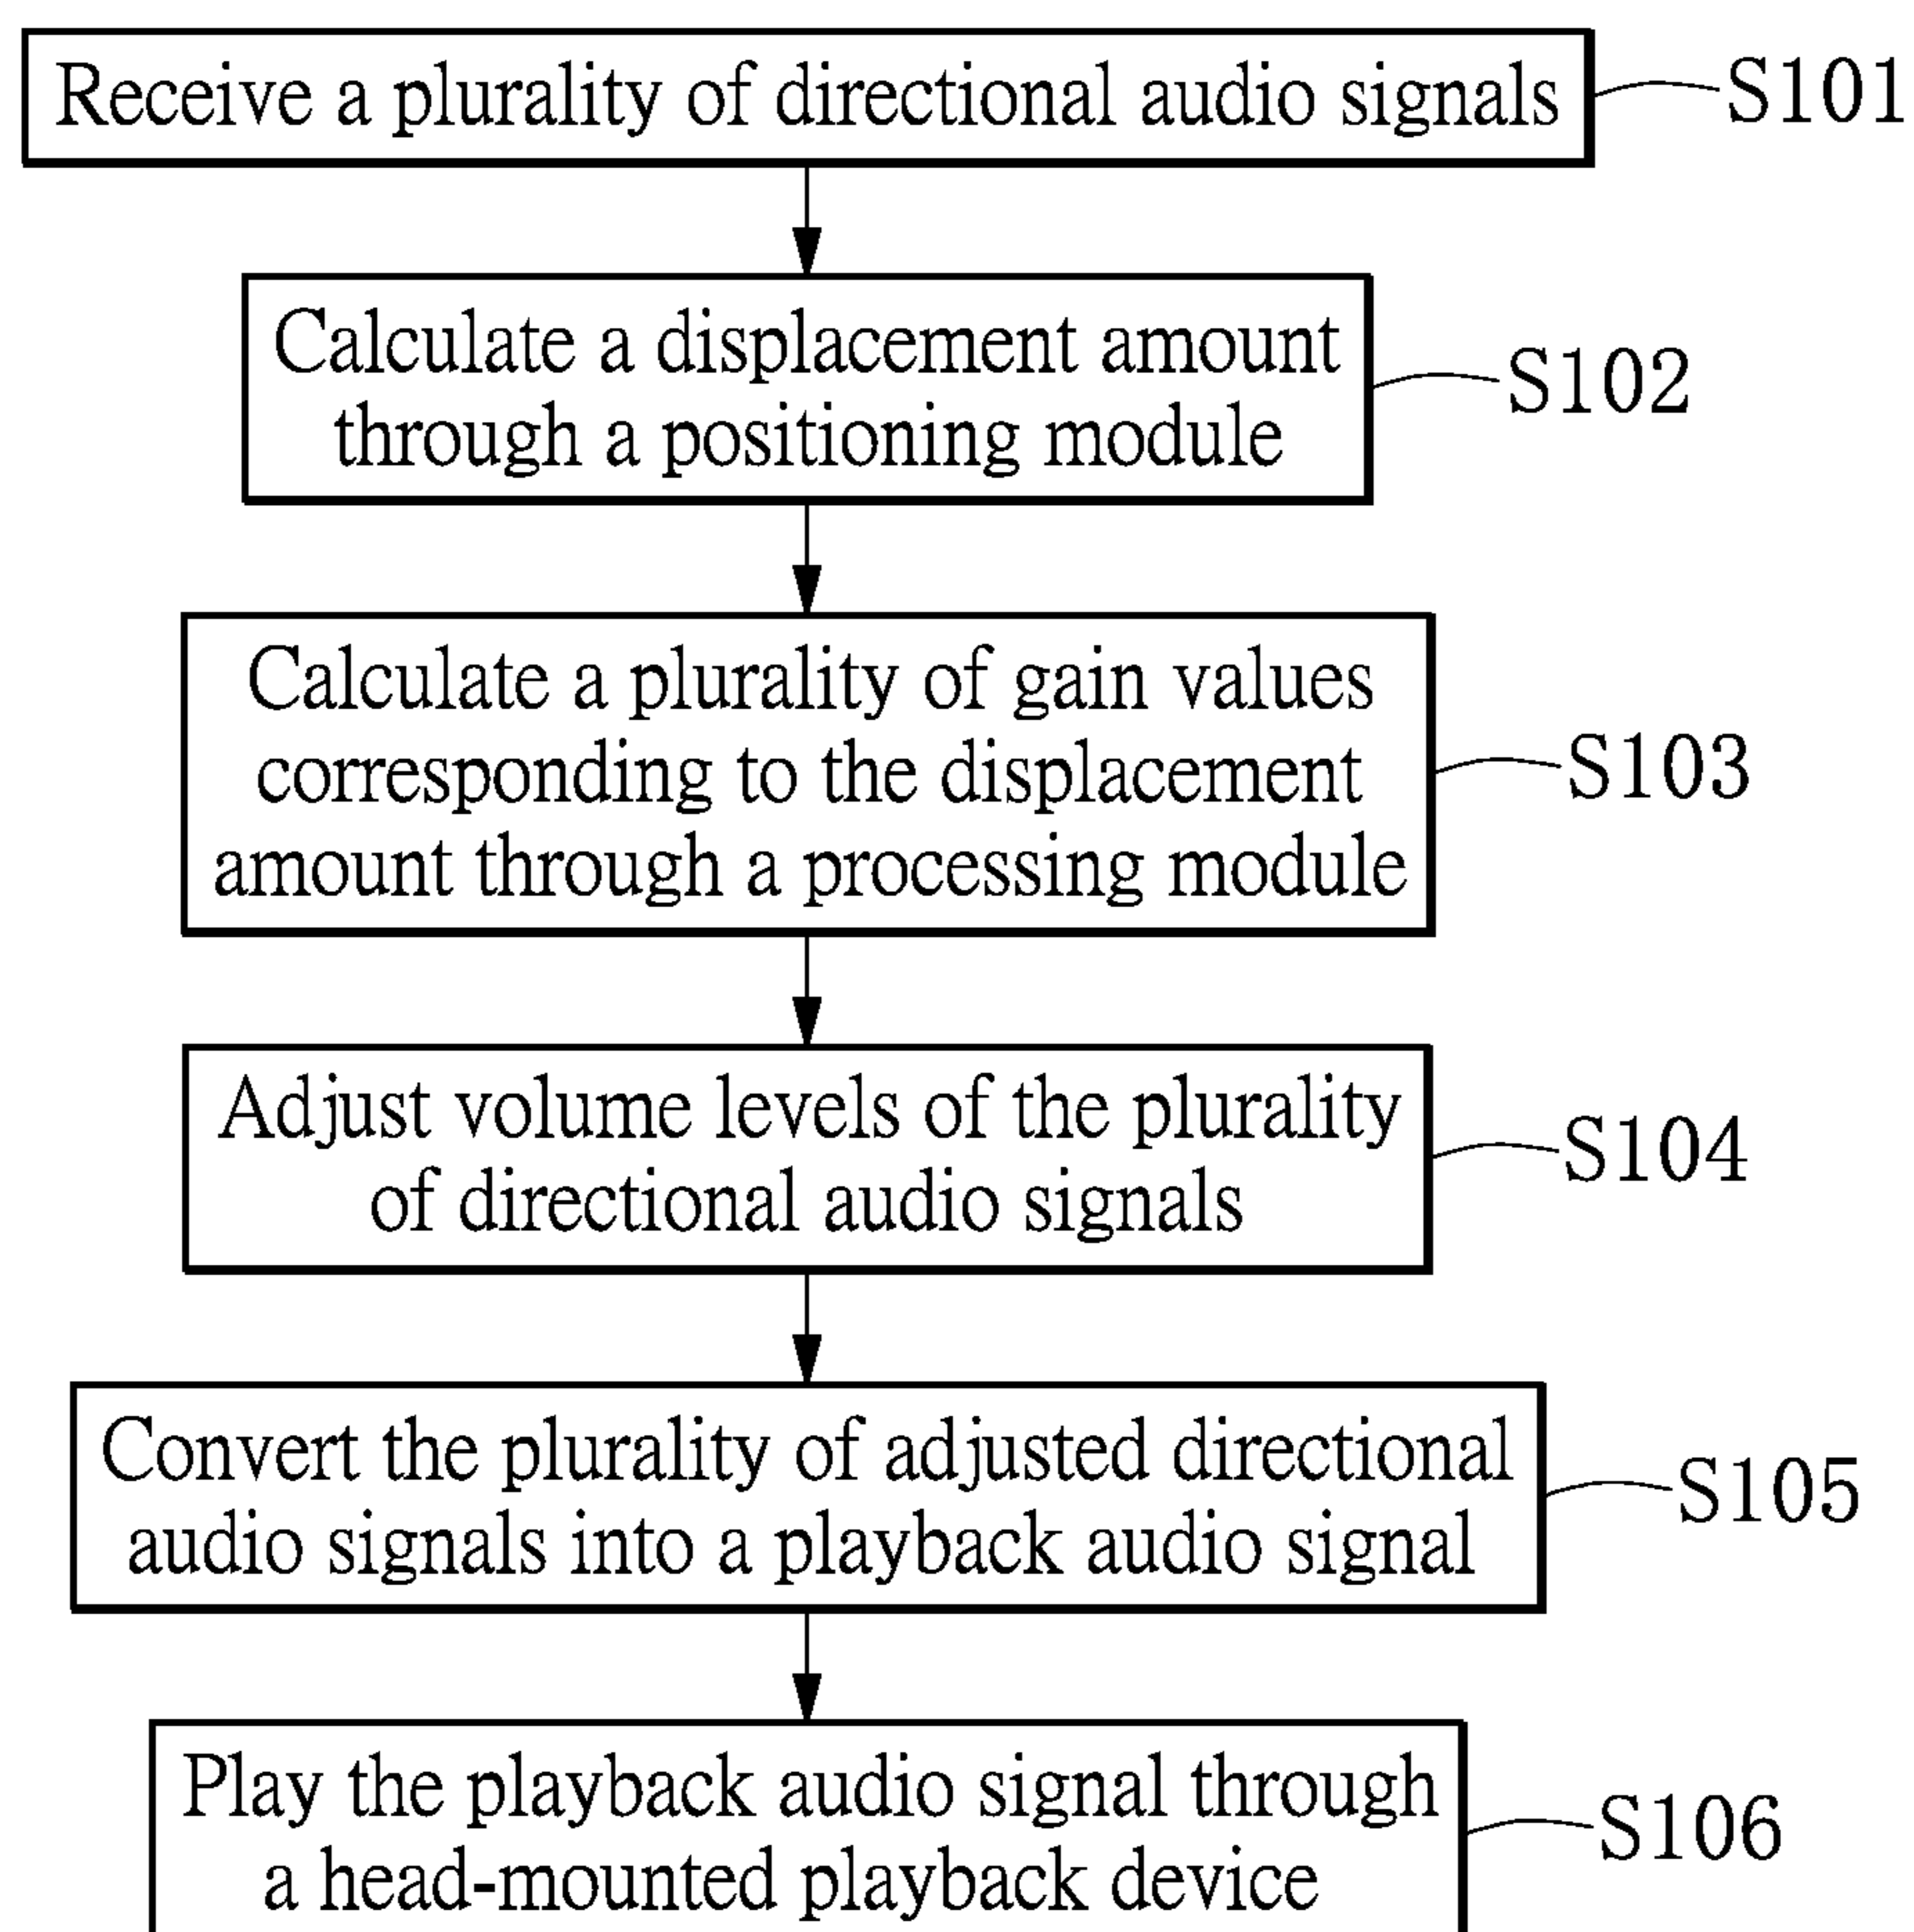 Receive a plurality of directional audio signals
S101
Calculate a displacement amount
through a positioning module
S102
Calculate a plurality of gain values
corresponding to the displacement
amount through a processing module
S103
Adjust volume levels of the plurality
of directional audio signals
S104
Convert the plurality of adjusted directional
audio signals into a playback audio signal
S105
Play the playback audio signal through
a head-mounted playback device
S106